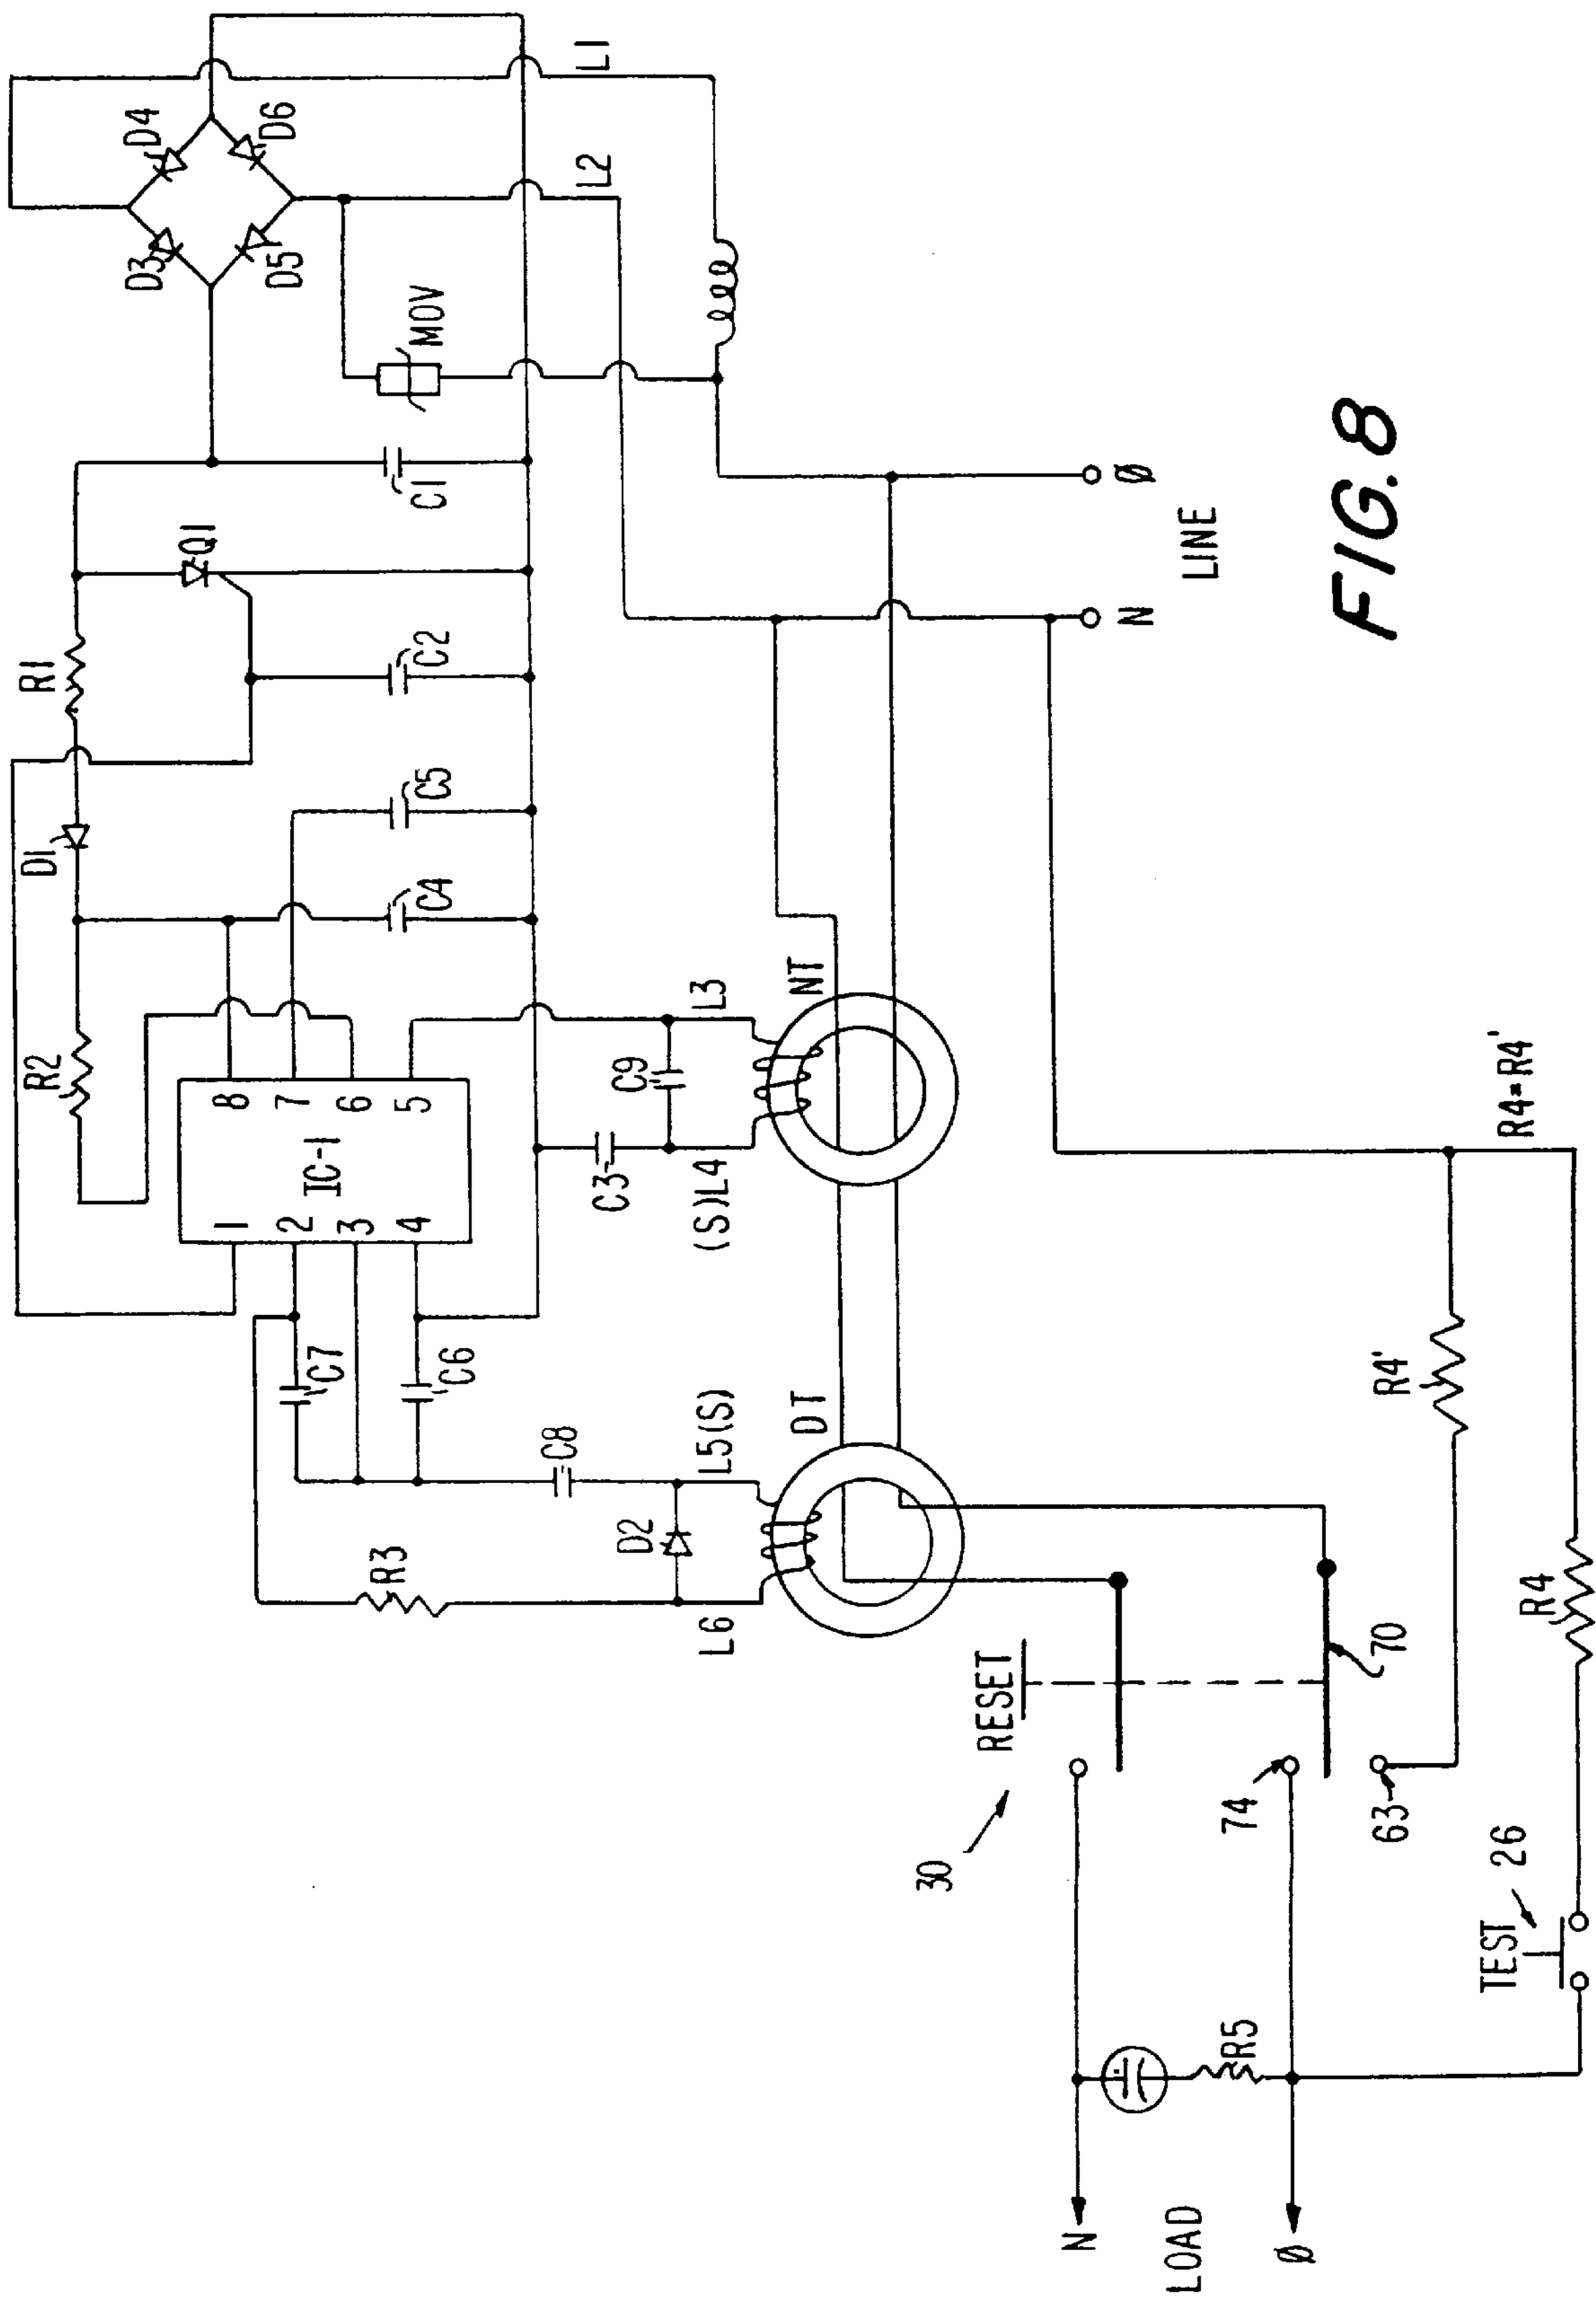 L1
D4
D6
D3
D5
L2
MOV
C1
Q1
R1
C2
C5
D1
C4
R2
8
7
6
5
IC-1
1
2
3
4
L3
C9
C3
(S)L4
NT
C7
C6
C8
L5(S)
DT
D2
R3
L6
N
Ø
LINE
R4=R4'
R4'
R4
RESET
70
74
63
30
26
TEST
R5
N
LOAD
Ø
FIG. 8